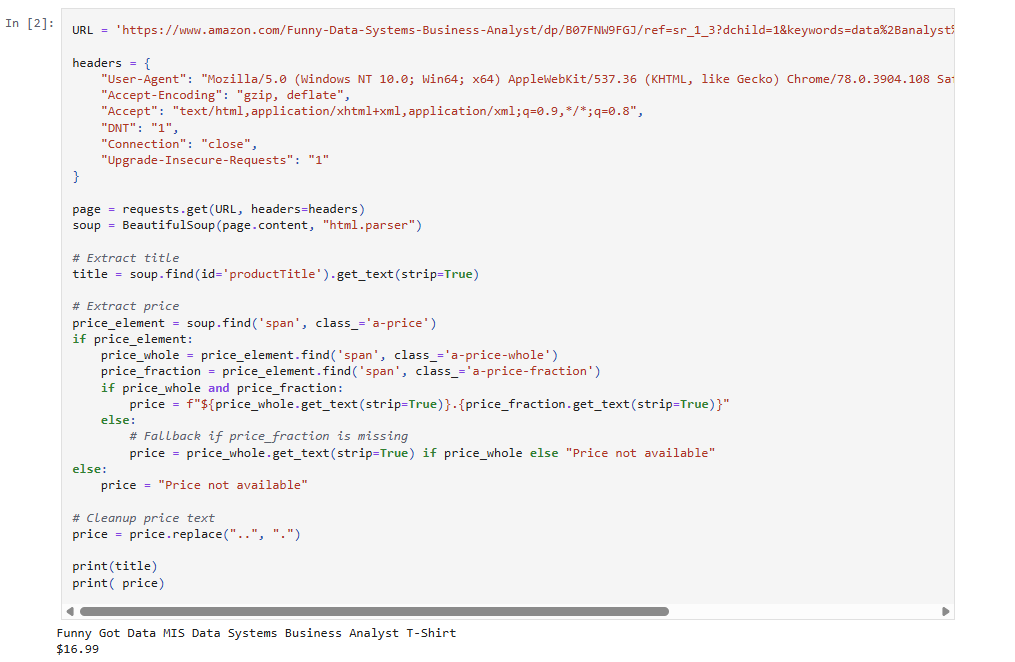 In [2]:
URL = 'https://www.amazon.com/Funny-Data-Systems-Business-Analyst/dp/B07FNW9FGJ/ref=sr_1_3?dchild=1&keywords=data%2Banalyst%
headers = {
    "User-Agent": "Mozilla/5.0 (Windows NT 10.0; Win64; x64) AppleWebKit/537.36 (KHTML, like Gecko) Chrome/78.0.3904.108 Saf
    "Accept-Encoding": "gzip, deflate",
    "Accept": "text/html,application/xhtml+xml,application/xml;q=0.9,*/*;q=0.8",
    "DNT": "1",
    "Connection": "close",
    "Upgrade-Insecure-Requests": "1"
}
page = requests.get(URL, headers=headers)
soup = BeautifulSoup(page.content, "html.parser")
# Extract title
title = soup.find(id='productTitle').get_text(strip=True)
# Extract price
price_element = soup.find('span', class_='a-price')
if price_element:
    price_whole = price_element.find('span', class_='a-price-whole')
    price_fraction = price_element.find('span', class_='a-price-fraction')
    if price_whole and price_fraction:
        price = f"${price_whole.get_text(strip=True)}.{price_fraction.get_text(strip=True)}"
    else:
        # Fallback if price_fraction is missing
        price = price_whole.get_text(strip=True) if price_whole else "Price not available"
else:
    price = "Price not available"
# Cleanup price text
price = price.replace("..", ".")
print(title)
print( price)
Funny Got Data MIS Data Systems Business Analyst T-Shirt
$16.99